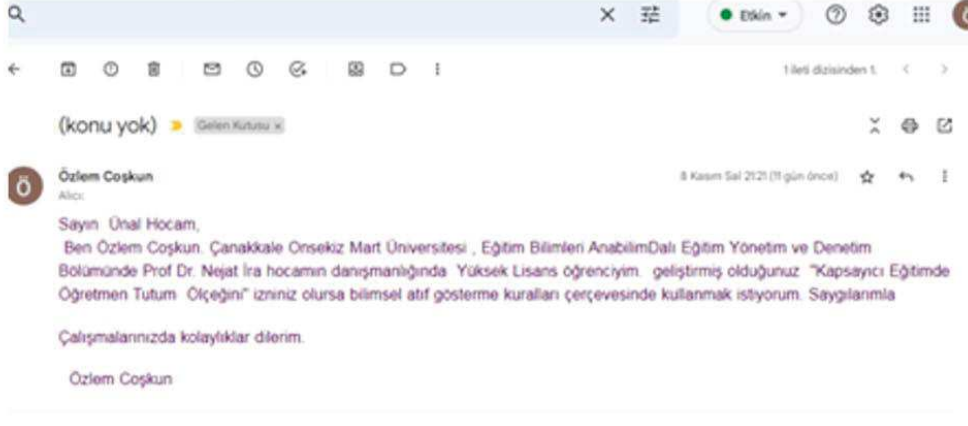 Etkin
1 ileti dizisinden 1.
(konu yok) Gelen Kutusu x
Özlem Coşkun 8 Kasım Sal 21:21 (11 gün önce)
Alıcı:
Sayın Ünal Hocam,
Ben Özlem Coşkun. Çanakkale Onsekiz Mart Üniversitesi , Eğitim Bilimleri AnabilimDalı Eğitim Yönetim ve Denetim
Bölümünde Prof Dr. Nejat İra hocamın danışmanlığında Yüksek Lisans öğrenciyim. geliştirmiş olduğunuz "Kapsayıcı Eğitimde
Öğretmen Tutum Ölçeğini" izniniz olursa bilimsel atıf gösterme kuralları çerçevesinde kullanmak istiyorum. Saygılarımla
Çalışmalarınızda kolaylıklar dilerim.
Özlem Coşkun
Ö